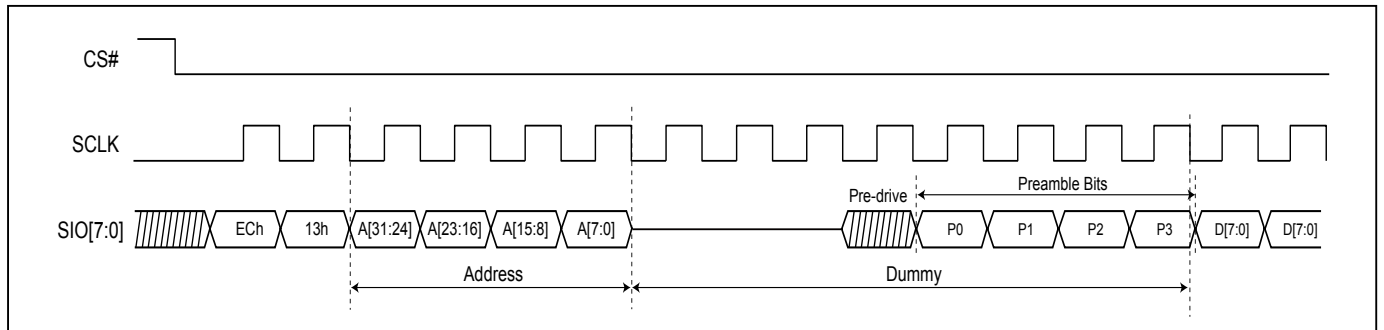 CS#
SCLK
Pre-drive Preamble Bits
SIO[7:0] ECh 13h A[31:24] A[23:16] A[15:8] A[7:0] P0 P1 P2 P3 D[7:0] D[7:0]
Address Dummy